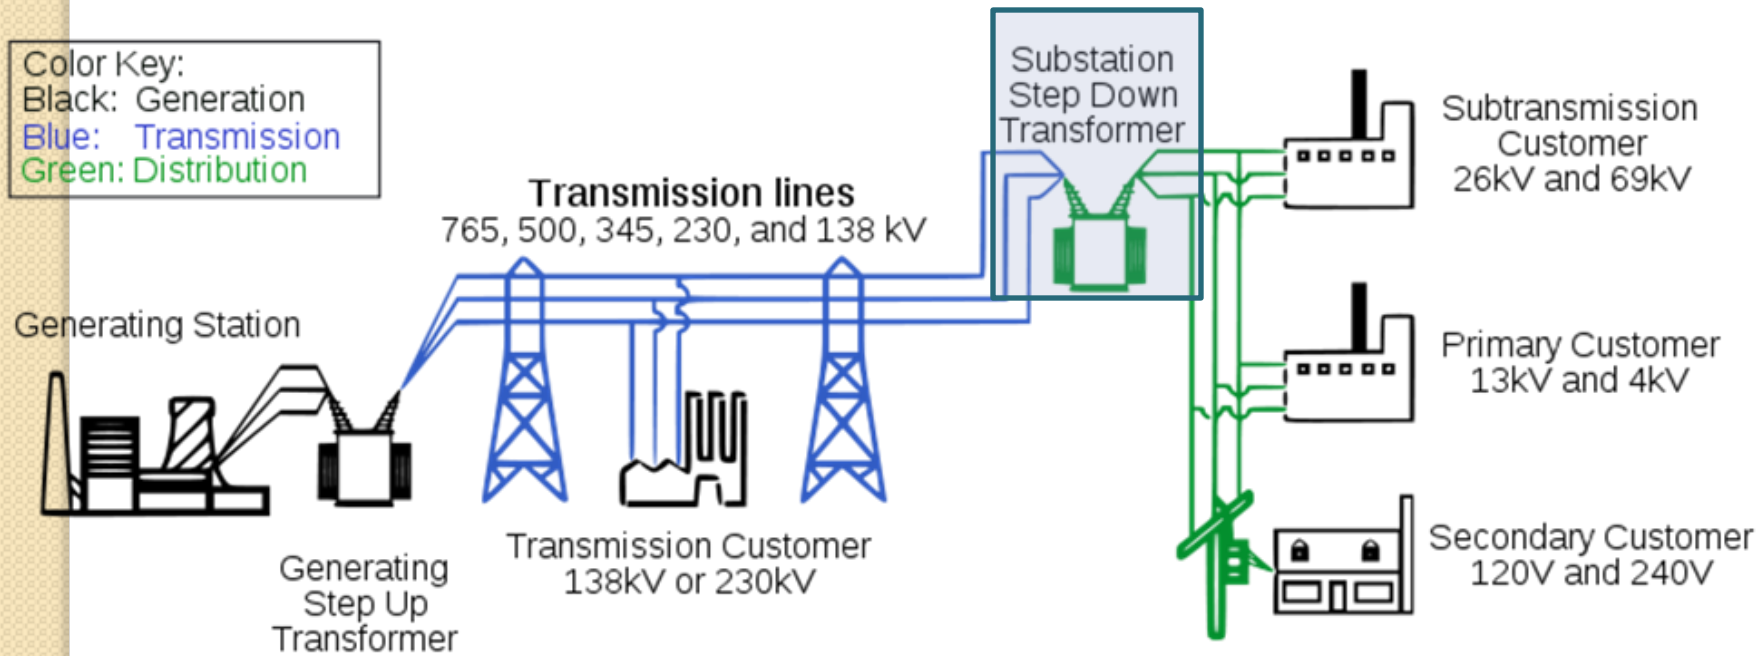 Color Key:
Black: Generation
Blue: Transmission
Green: Distribution
Substation
Step Down
Transformer
Subtransmission
Customer
26kV and 69kV
Transmission lines
765, 500, 345, 230, and 138 kV
Generating Station
Primary Customer
13kV and 4kV
Transmission Customer
138kV or 230kV
Secondary Customer
120V and 240V
Generating
Step Up
Transformer